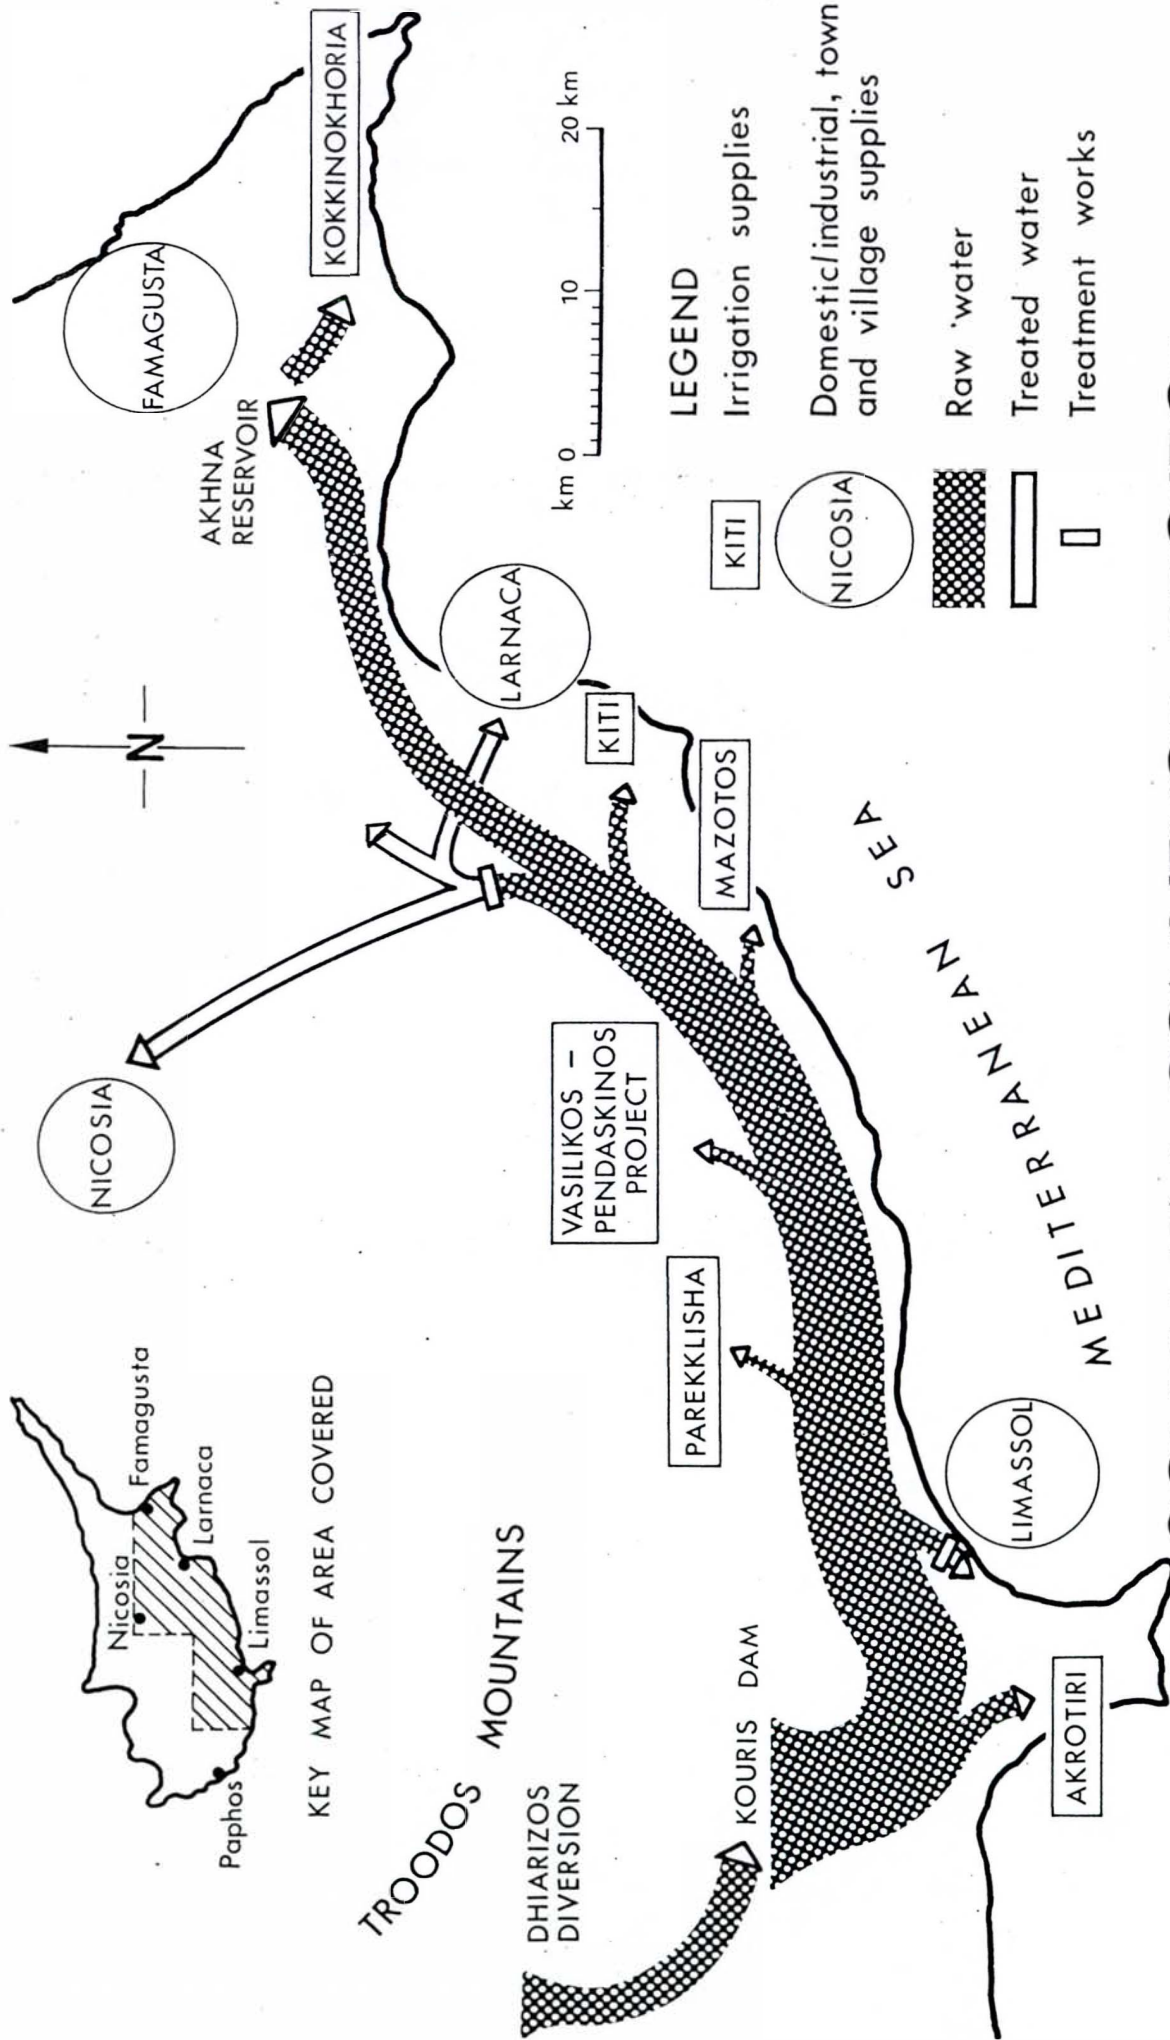 Nicosia
Famagusta
Larnaca
Limassol
Paphos
KEY MAP OF AREA COVERED
NICOSIA
N
FAMAGUSTA
KOKKINOKHORIA
AKHNA
RESERVOIR
TROODOS
MOUNTAINS
DHIARIZOS
DIVERSION
KOURIS DAM
AKROTIRI
LIMASSOL
PAREKKLISHA
VASILIKOS –
PENDASKINOS
PROJECT
MAZOTOS
KITI
LARNACA
MEDITERRANEAN SEA
km 0 10 20 km
LEGEND
KITI Irrigation supplies
NICOSIA Domestic/industrial, town
and village supplies
Raw water
Treated water
Treatment works